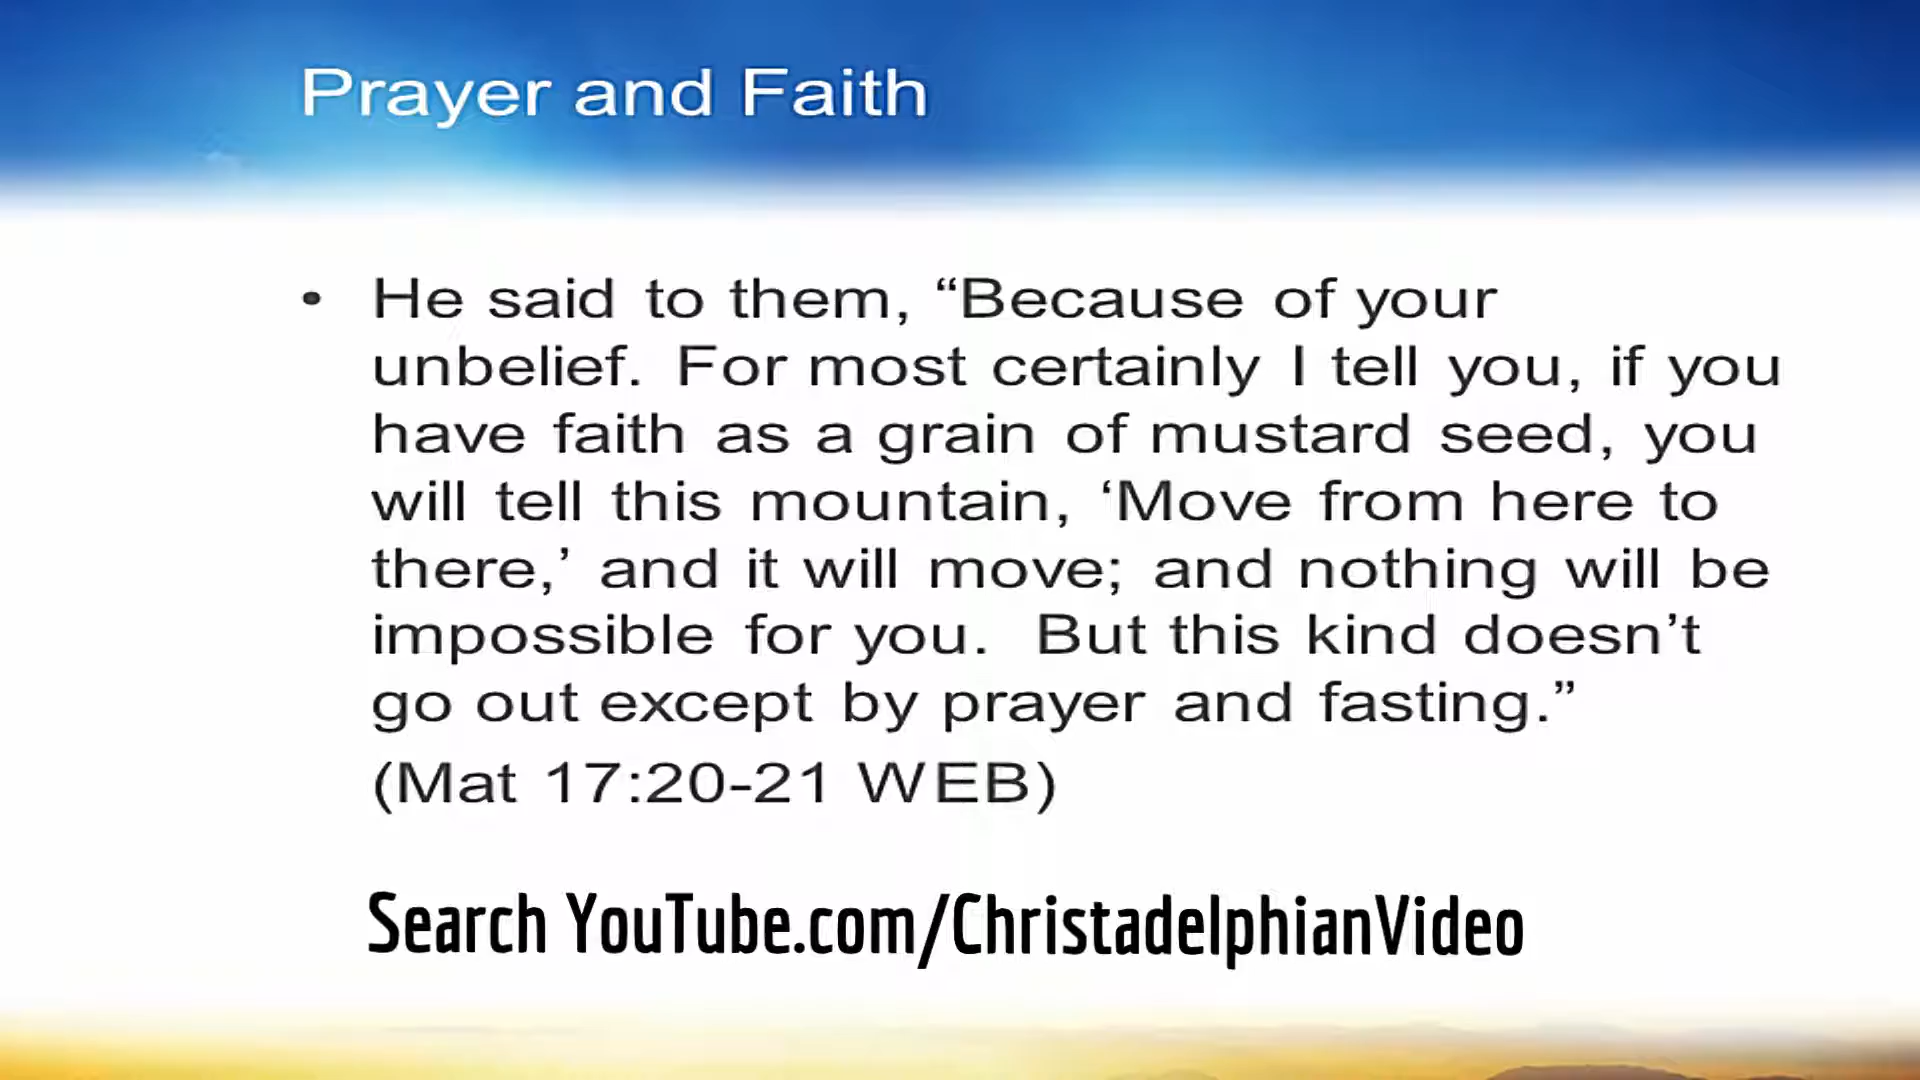 Prayer and Faith
• He said to them, “Because of your
unbelief.  For most certainly I tell you, if you
have faith as a grain of mustard seed, you
will tell this mountain, ‘Move from here to
there,’ and it will move; and nothing will be
impossible for you.  But this kind doesn’t
go out except by prayer and fasting.”
(Mat 17:20-21 WEB)
Search YouTube.com/ChristadelphianVideo